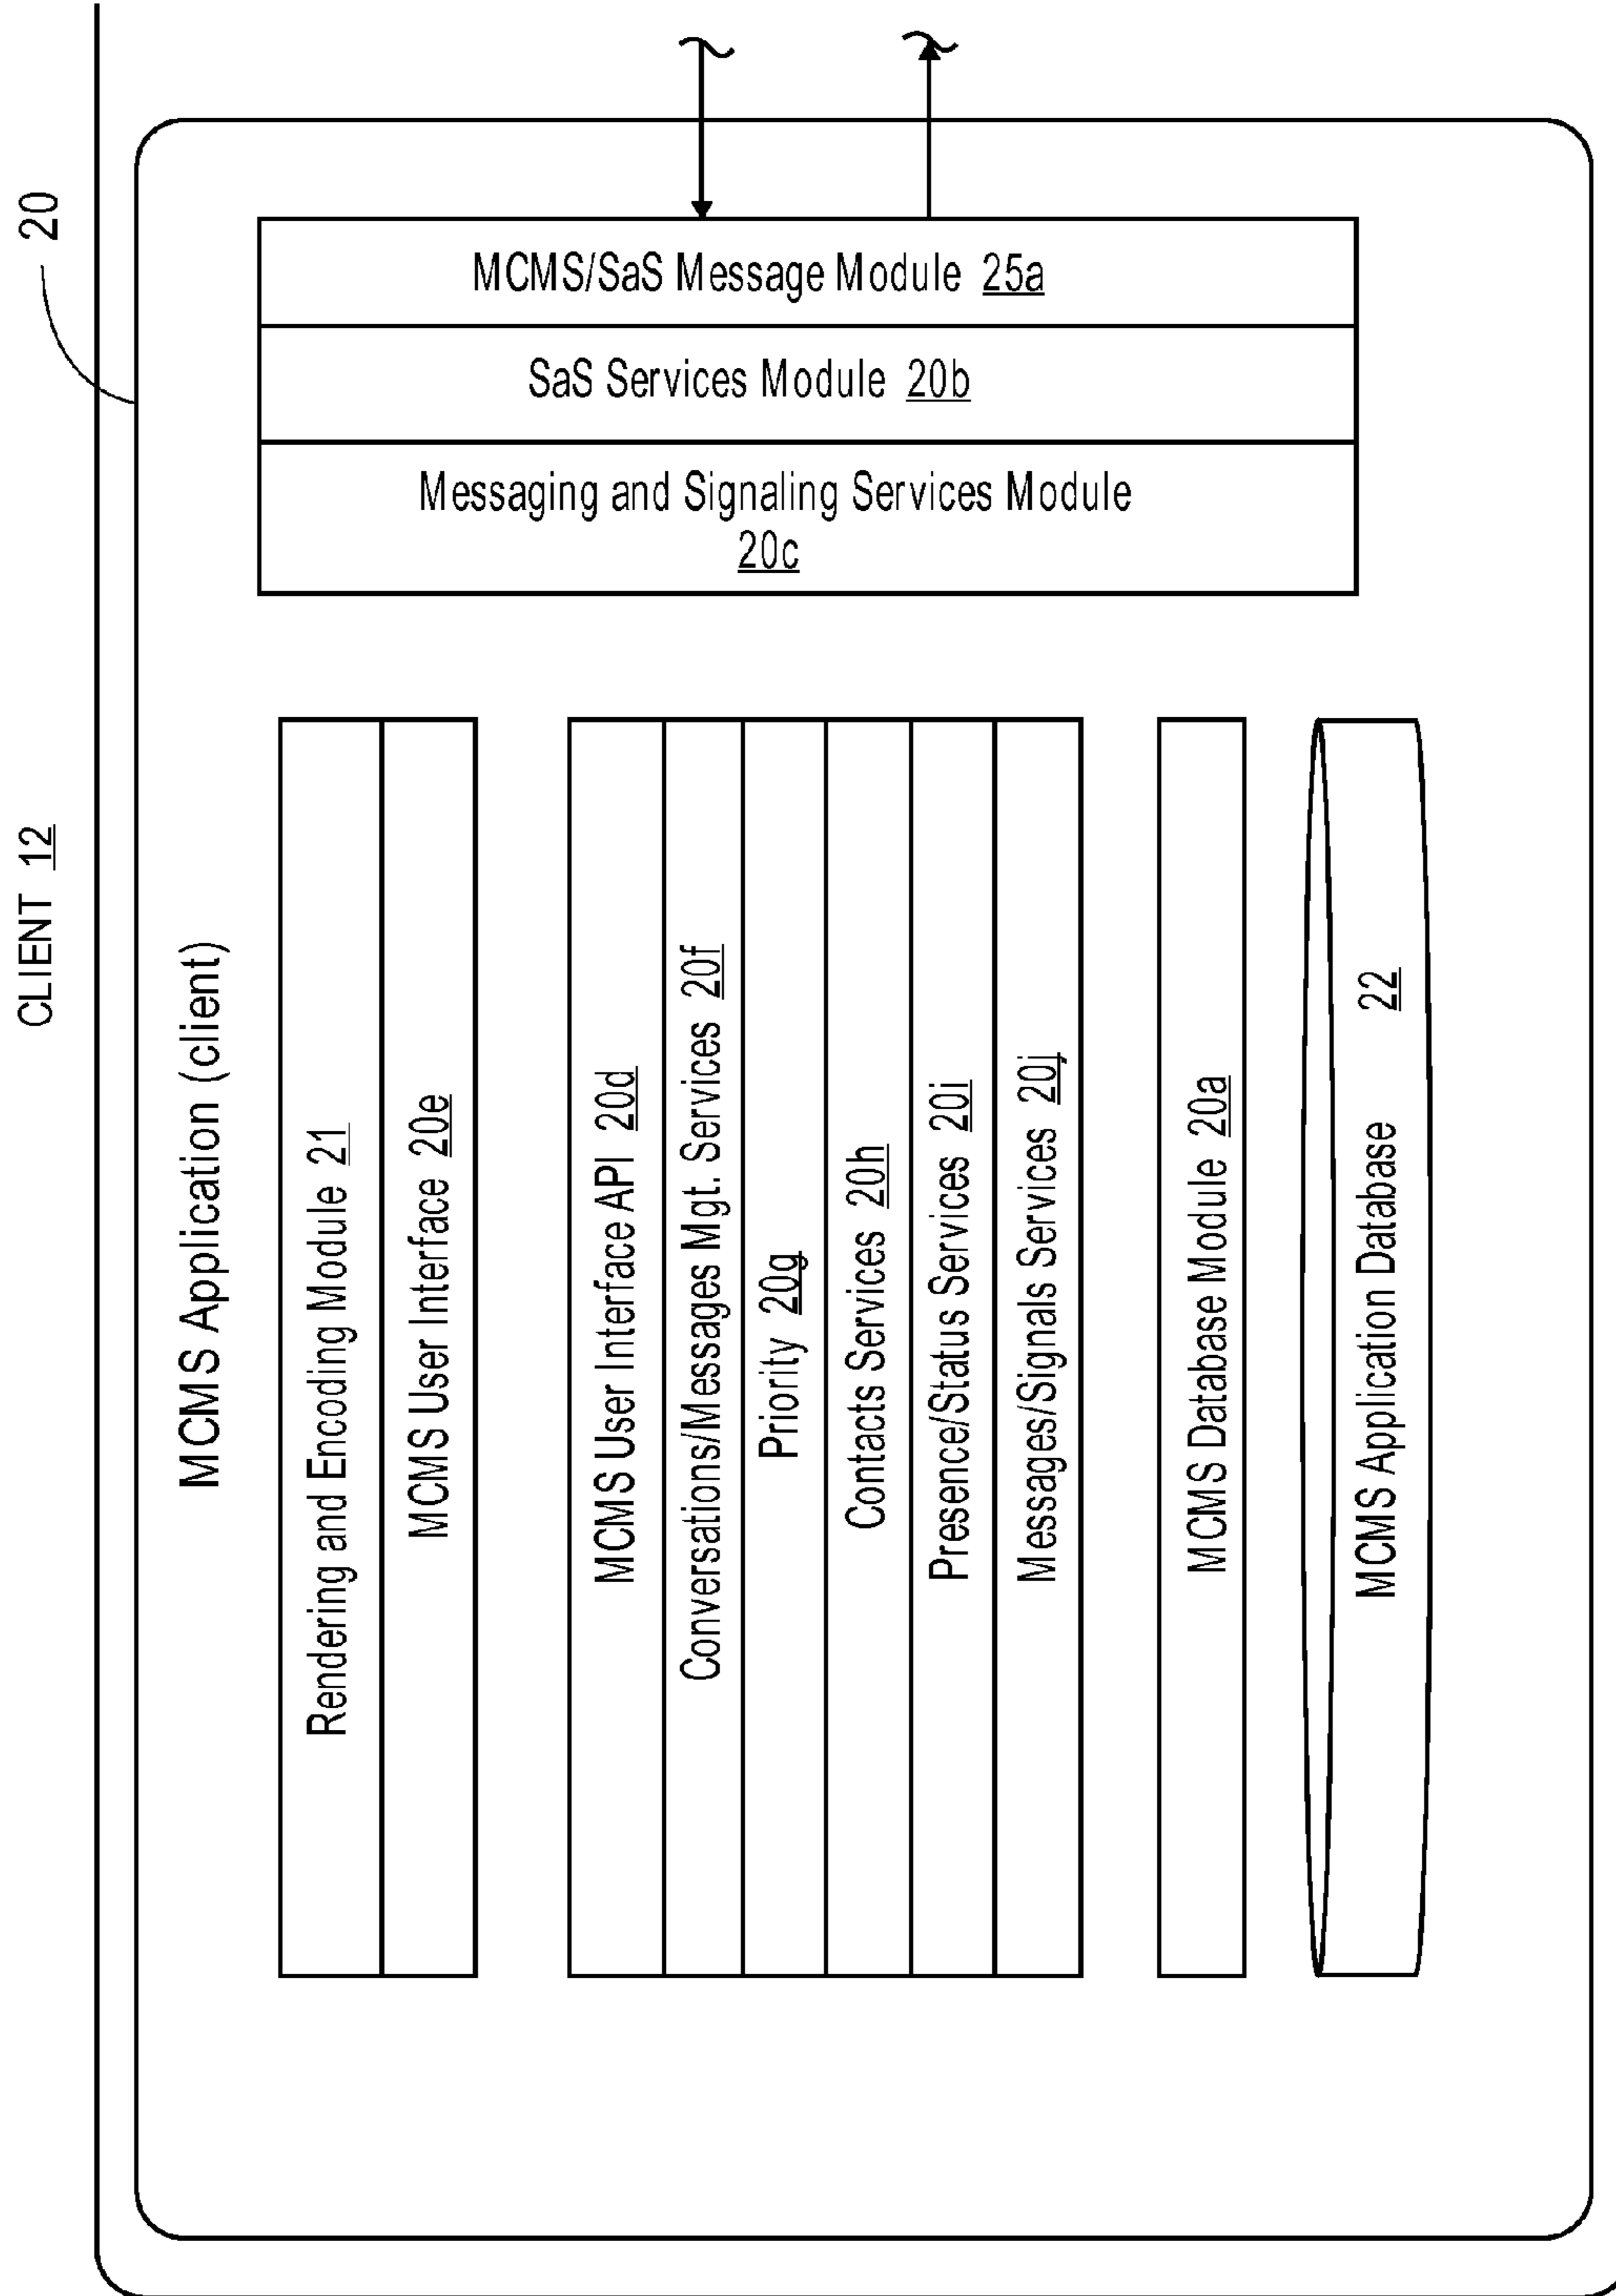 CLIENT 12
20
MCMS Application (client)
Rendering and Encoding Module 21
MCMS User Interface 20e
MCMS User Interface API 20d
Conversations/Messages Mgt. Services 20f
Priority 20g
Contacts Services 20h
Presence/Status Services 20i
Messages/Signals Services 20j
MCMS Database Module 20a
MCMS Application Database 22
MCMS/SaS Message Module 25a
SaS Services Module 20b
Messaging and Signaling Services Module
20c